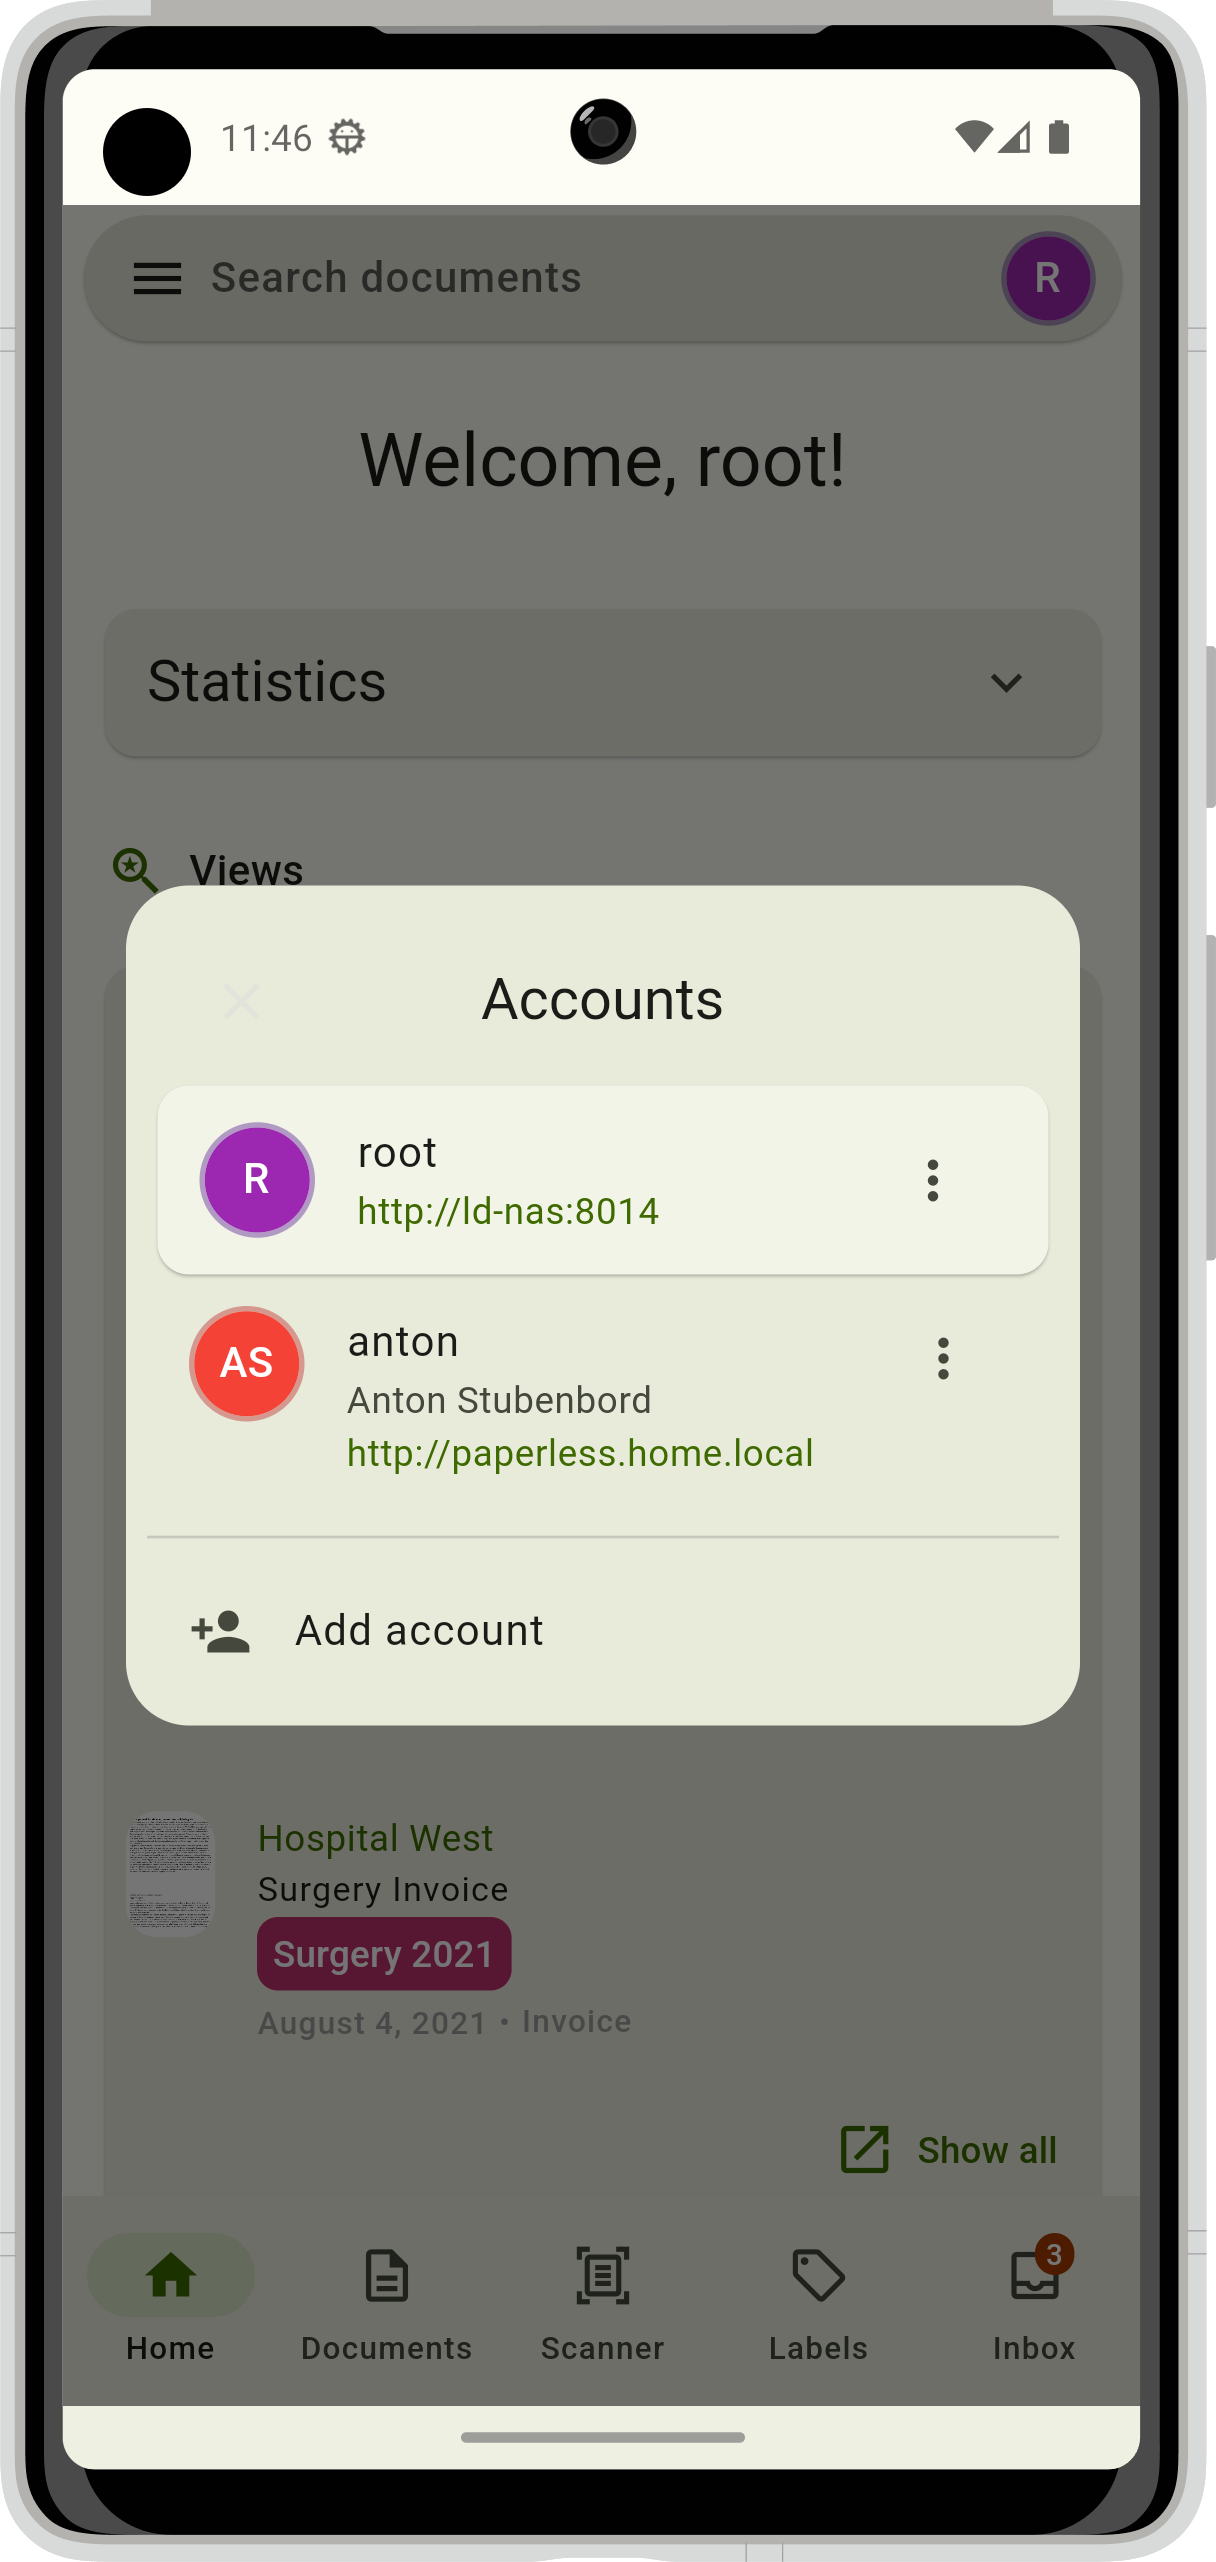 11:46
Search documents
R
Welcome, root!
Statistics
Views
Accounts
R
root
http://ld-nas:8014
AS
anton
Anton Stubenbord
http://paperless.home.local
Add account
Hospital West
Surgery Invoice
Surgery 2021
August 4, 2021 • Invoice
Show all
3
Home
Documents
Scanner
Labels
Inbox